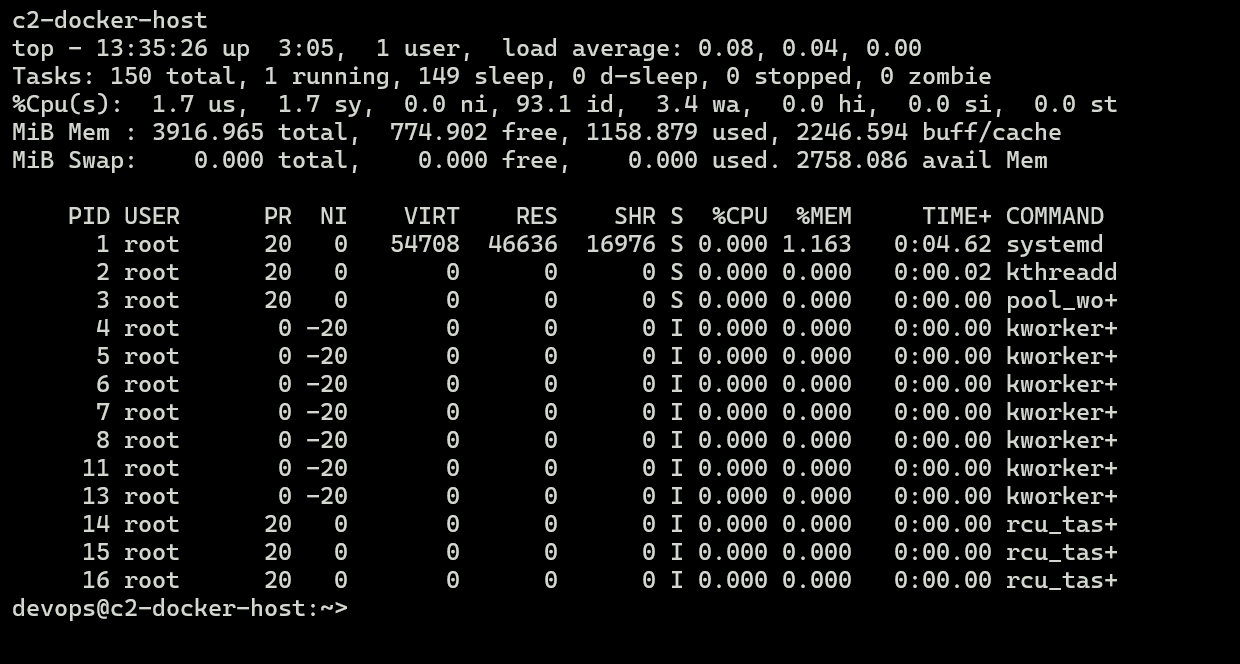 c2-docker-host
top - 13:35:26 up  3:05,  1 user,  load average: 0.08, 0.04, 0.00
Tasks: 150 total, 1 running, 149 sleep, 0 d-sleep, 0 stopped, 0 zombie
%Cpu(s):  1.7 us,  1.7 sy,  0.0 ni, 93.1 id,  3.4 wa,  0.0 hi,  0.0 si,  0.0 st
MiB Mem : 3916.965 total,  774.902 free, 1158.879 used, 2246.594 buff/cache
MiB Swap:    0.000 total,    0.000 free,    0.000 used. 2758.086 avail Mem
    PID USER      PR  NI    VIRT    RES    SHR S  %CPU  %MEM     TIME+ COMMAND
      1 root      20   0   54708  46636  16976 S 0.000 1.163   0:04.62 systemd
      2 root      20   0       0      0      0 S 0.000 0.000   0:00.02 kthreadd
      3 root      20   0       0      0      0 S 0.000 0.000   0:00.00 pool_wo+
      4 root       0 -20       0      0      0 I 0.000 0.000   0:00.00 kworker+
      5 root       0 -20       0      0      0 I 0.000 0.000   0:00.00 kworker+
      6 root       0 -20       0      0      0 I 0.000 0.000   0:00.00 kworker+
      7 root       0 -20       0      0      0 I 0.000 0.000   0:00.00 kworker+
      8 root       0 -20       0      0      0 I 0.000 0.000   0:00.00 kworker+
     11 root       0 -20       0      0      0 I 0.000 0.000   0:00.00 kworker+
     13 root       0 -20       0      0      0 I 0.000 0.000   0:00.00 kworker+
     14 root      20   0       0      0      0 I 0.000 0.000   0:00.00 rcu_tas+
     15 root      20   0       0      0      0 I 0.000 0.000   0:00.00 rcu_tas+
     16 root      20   0       0      0      0 I 0.000 0.000   0:00.00 rcu_tas+
devops@c2-docker-host:~>